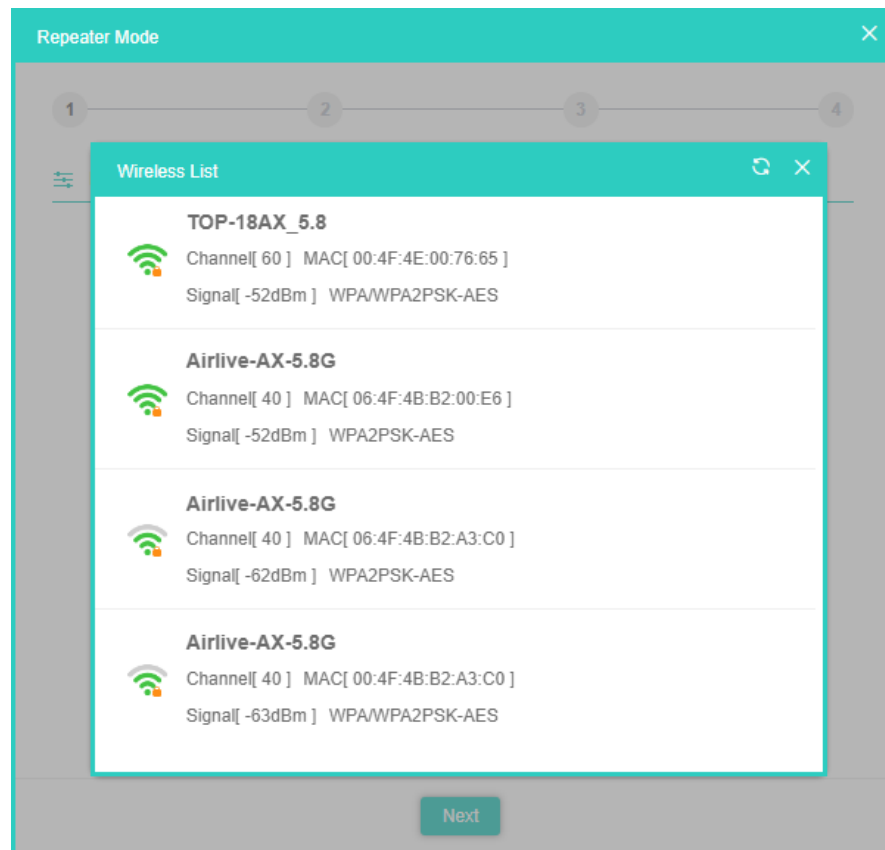 Repeater Mode
1 2 3 4
Wireless List
TOP-18AX_5.8
Channel[ 60 ] MAC[ 00:4F:4E:00:76:65 ]
Signal[ -52dBm ] WPA/WPA2PSK-AES
Airlive-AX-5.8G
Channel[ 40 ] MAC[ 06:4F:4B:B2:00:E6 ]
Signal[ -52dBm ] WPA2PSK-AES
Airlive-AX-5.8G
Channel[ 40 ] MAC[ 06:4F:4B:B2:A3:C0 ]
Signal[ -62dBm ] WPA2PSK-AES
Airlive-AX-5.8G
Channel[ 40 ] MAC[ 00:4F:4B:B2:A3:C0 ]
Signal[ -63dBm ] WPA/WPA2PSK-AES
Next